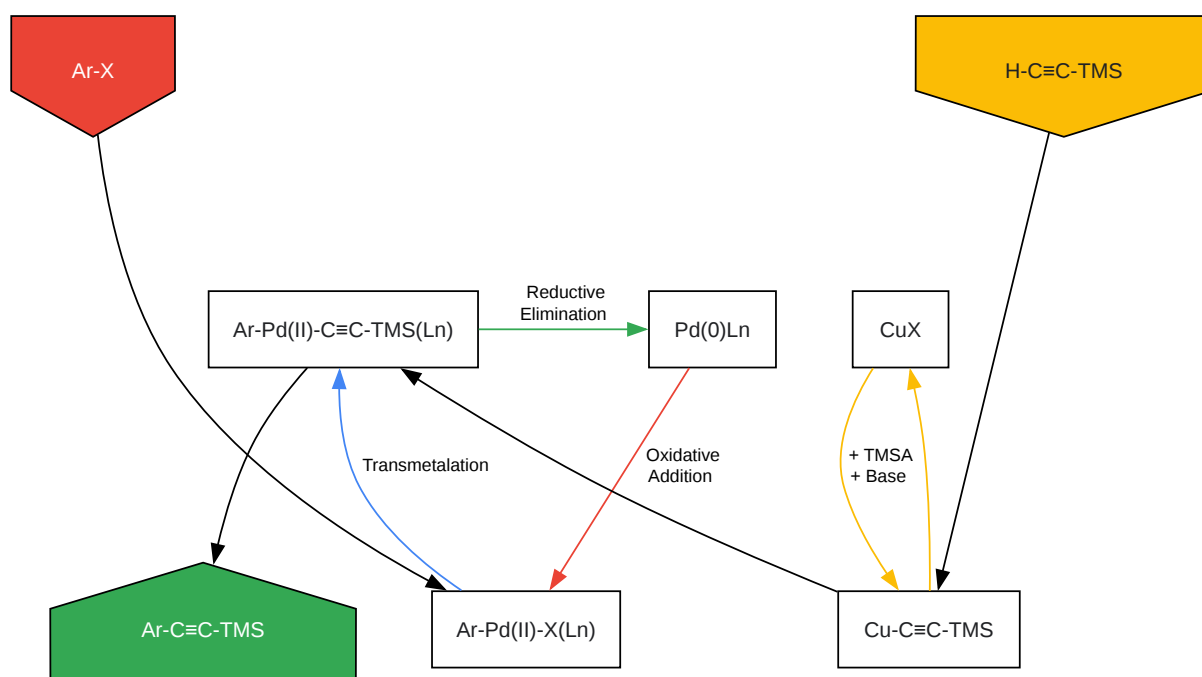 Ar-X
H-C≡C-TMS
Reductive
Elimination
Ar-Pd(II)-C≡C-TMS(Ln)
Pd(0)Ln
CuX
Transmetalation
Oxidative
Addition
+ TMSA
+ Base
Ar-C≡C-TMS
Ar-Pd(II)-X(Ln)
Cu-C≡C-TMS